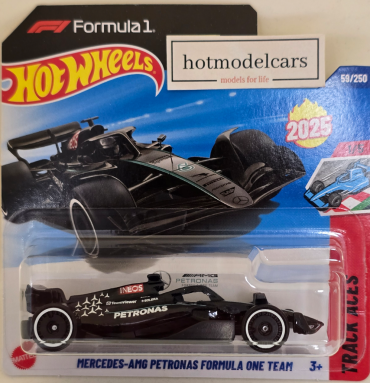 Formula 1
HOT WHEELS
hotmodelcars
models for life
59/250
2025
INEOS
PETRONAS
AMG
PETRONAS
TRACK ACES
MATTEL
MERCEDES-AMG PETRONAS FORMULA ONE TEAM
3+